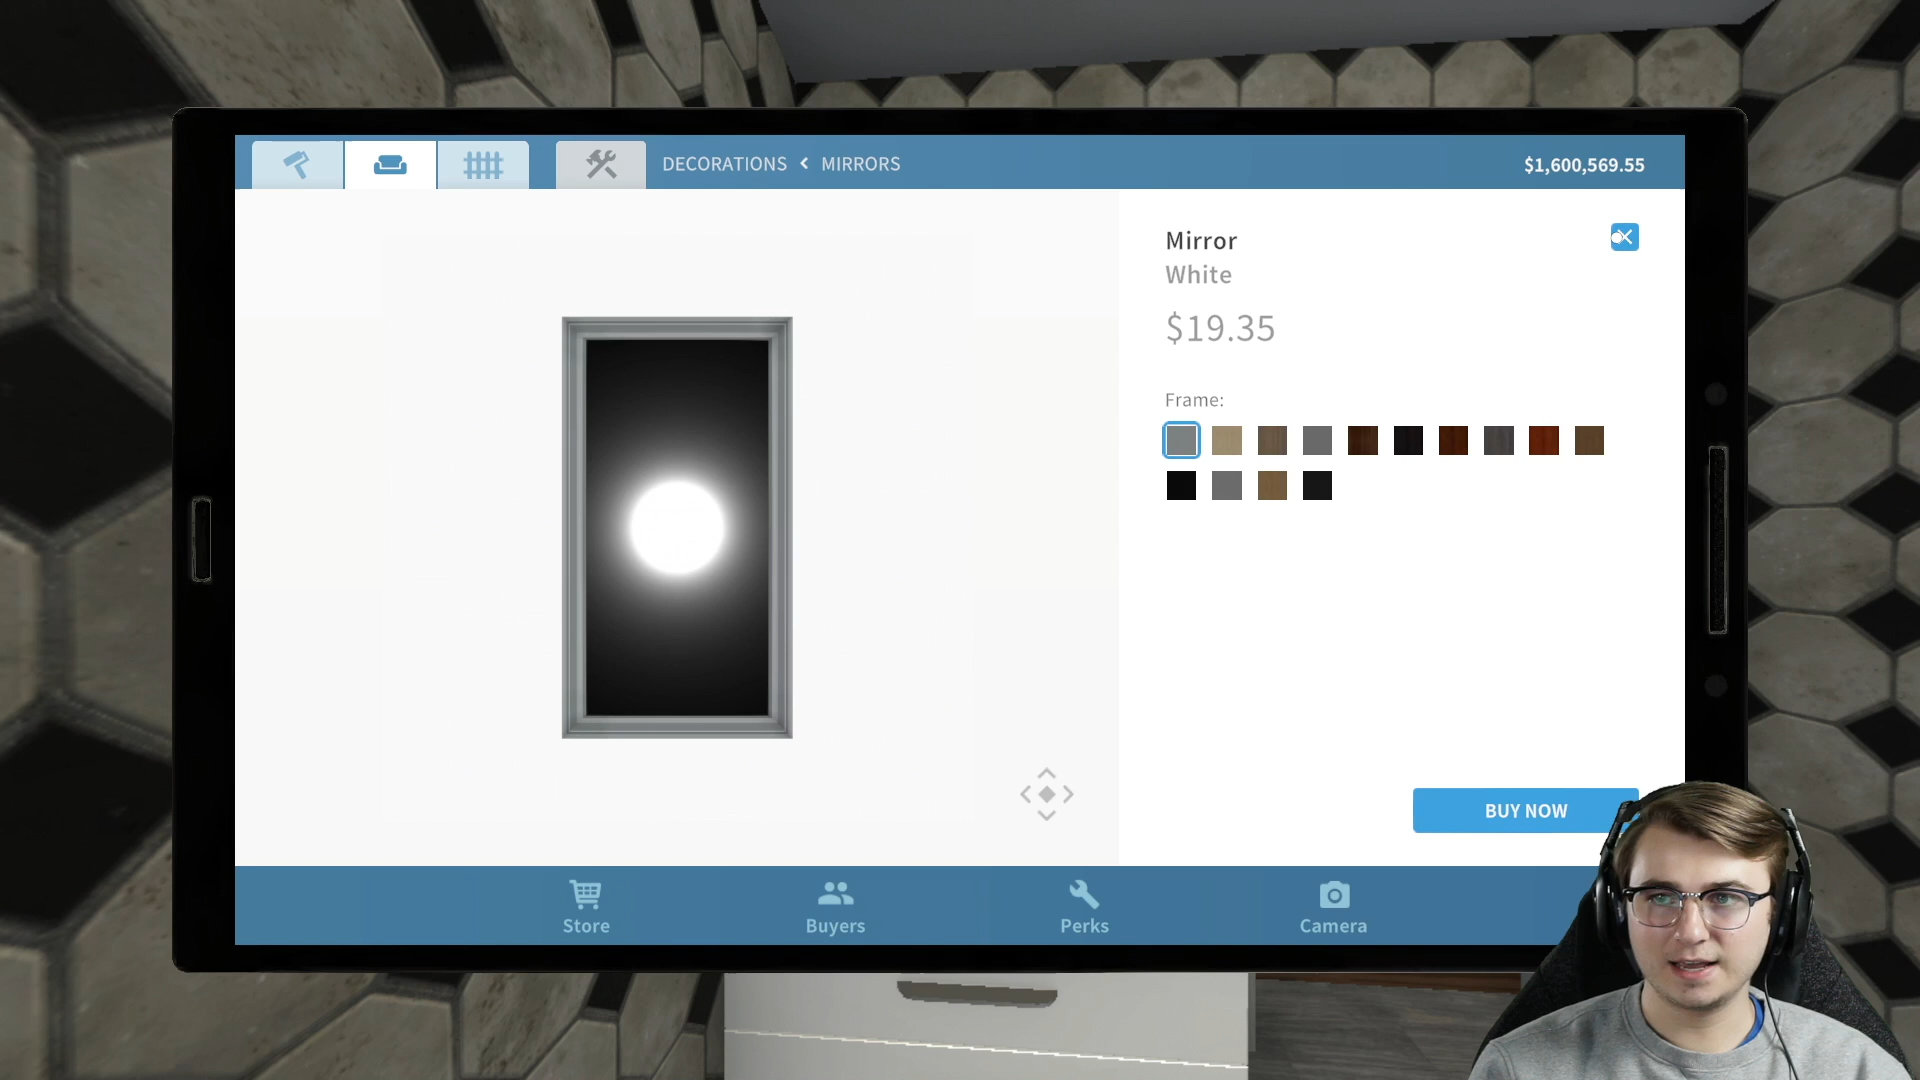 DECORATIONS < MIRRORS
$1,600,569.55
Mirror
White
$19.35
Frame:
BUY NOW
Store
Buyers
Perks
Camera